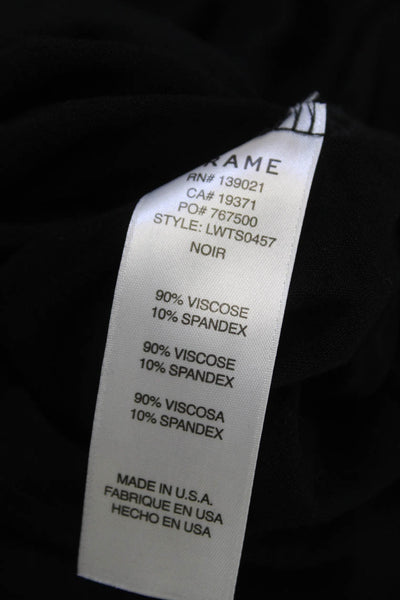 FRAME
RN# 139021
CA# 19371
PO# 767500
STYLE: LWTS0457
NOIR
90% VISCOSE
10% SPANDEX
90% VISCOSE
10% SPANDEX
90% VISCOSA
10% SPANDEX
MADE IN U.S.A.
FABRIQUE EN USA
HECHO EN USA